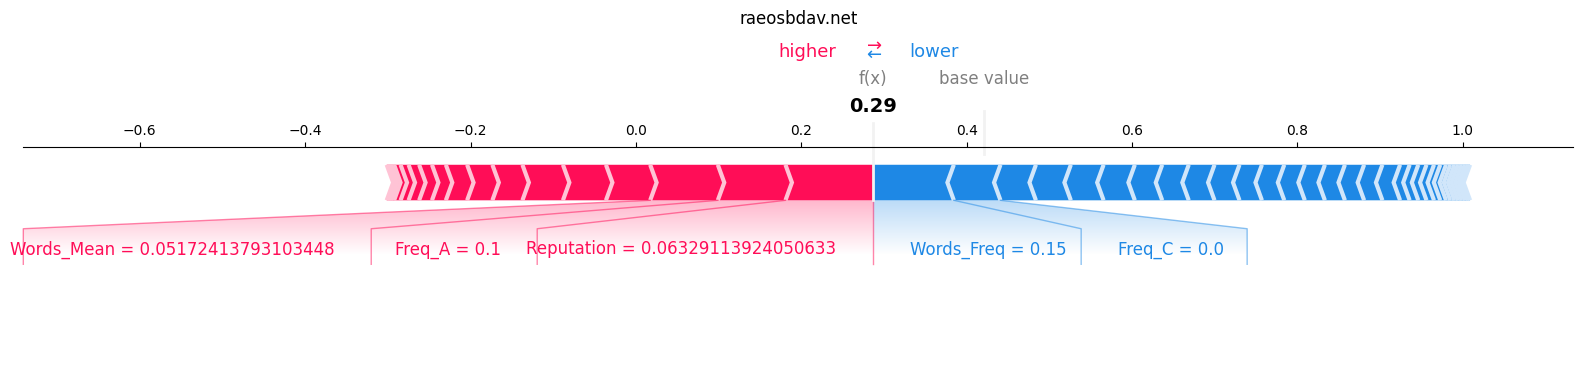 raeosbdav.net
higher → ← lower
f(x) base value
0.29
−0.6 −0.4 −0.2 0.0 0.2 0.4 0.6 0.8 1.0
Words_Mean = 0.05172413793103448 Freq_A = 0.1 Reputation = 0.06329113924050633 Words_Freq = 0.15 Freq_C = 0.0